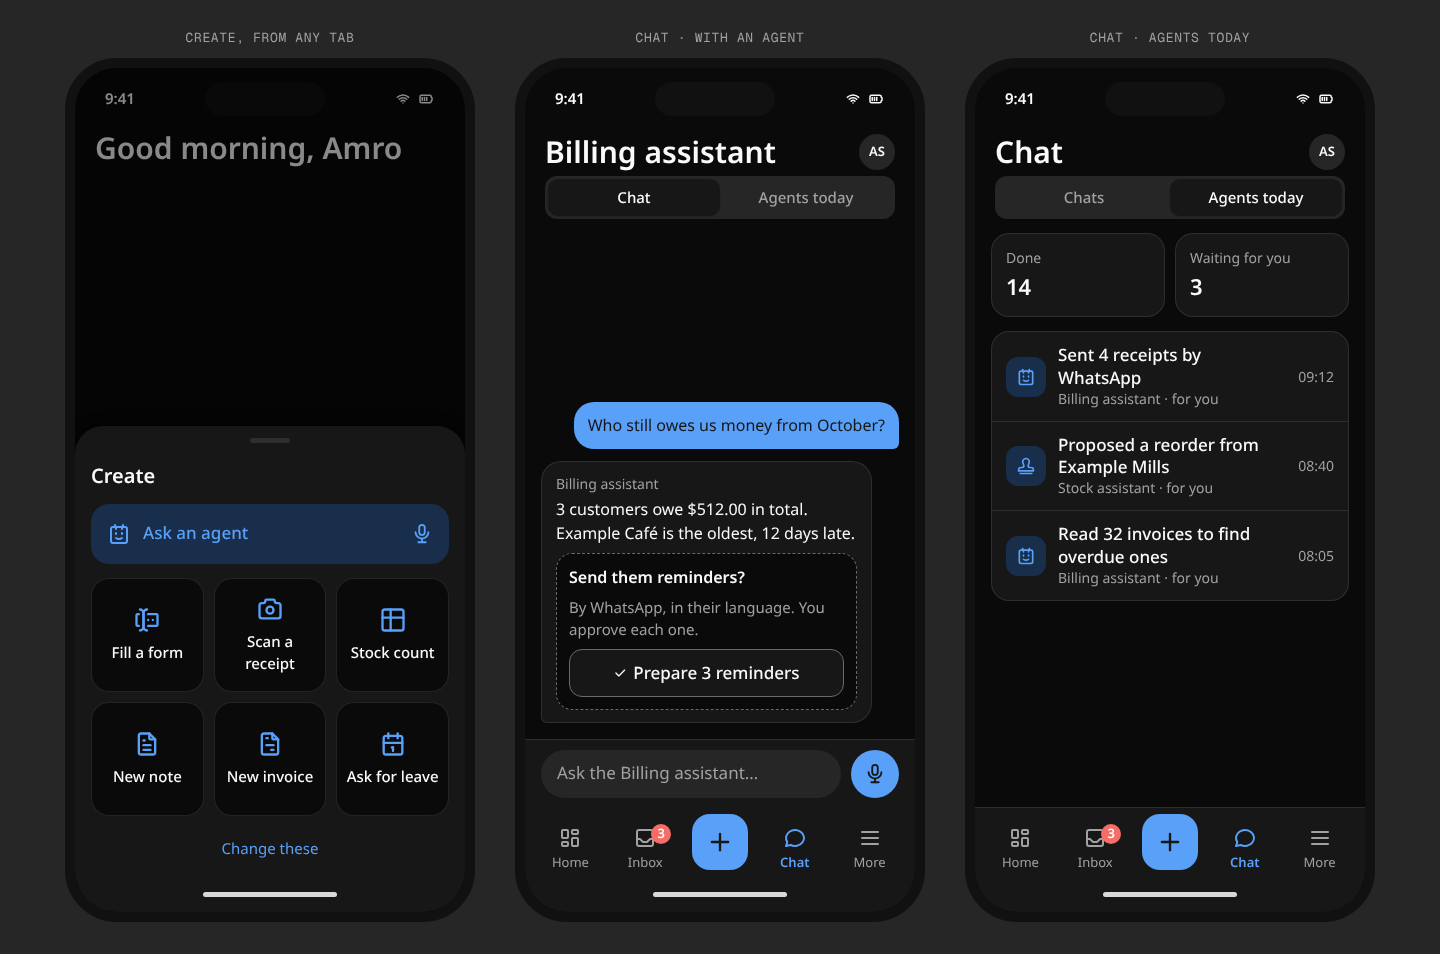 CREATE, FROM ANY TAB
9:41
Good morning, Amro
Create
Ask an agent
Fill a form
Scan a
receipt
Stock count
New note
New invoice
Ask for leave
Change these
CHAT · WITH AN AGENT
9:41
Billing assistant
AS
Chat
Agents today
Who still owes us money from October?
Billing assistant
3 customers owe $512.00 in total.
Example Café is the oldest, 12 days late.
Send them reminders?
By WhatsApp, in their language. You
approve each one.
Prepare 3 reminders
Ask the Billing assistant...
Home
Inbox
3
Chat
More
CHAT · AGENTS TODAY
9:41
Chat
AS
Chats
Agents today
Done
14
Waiting for you
3
Sent 4 receipts by
WhatsApp
Billing assistant · for you
09:12
Proposed a reorder from
Example Mills
Stock assistant · for you
08:40
Read 32 invoices to find
overdue ones
Billing assistant · for you
08:05
Home
Inbox
3
Chat
More